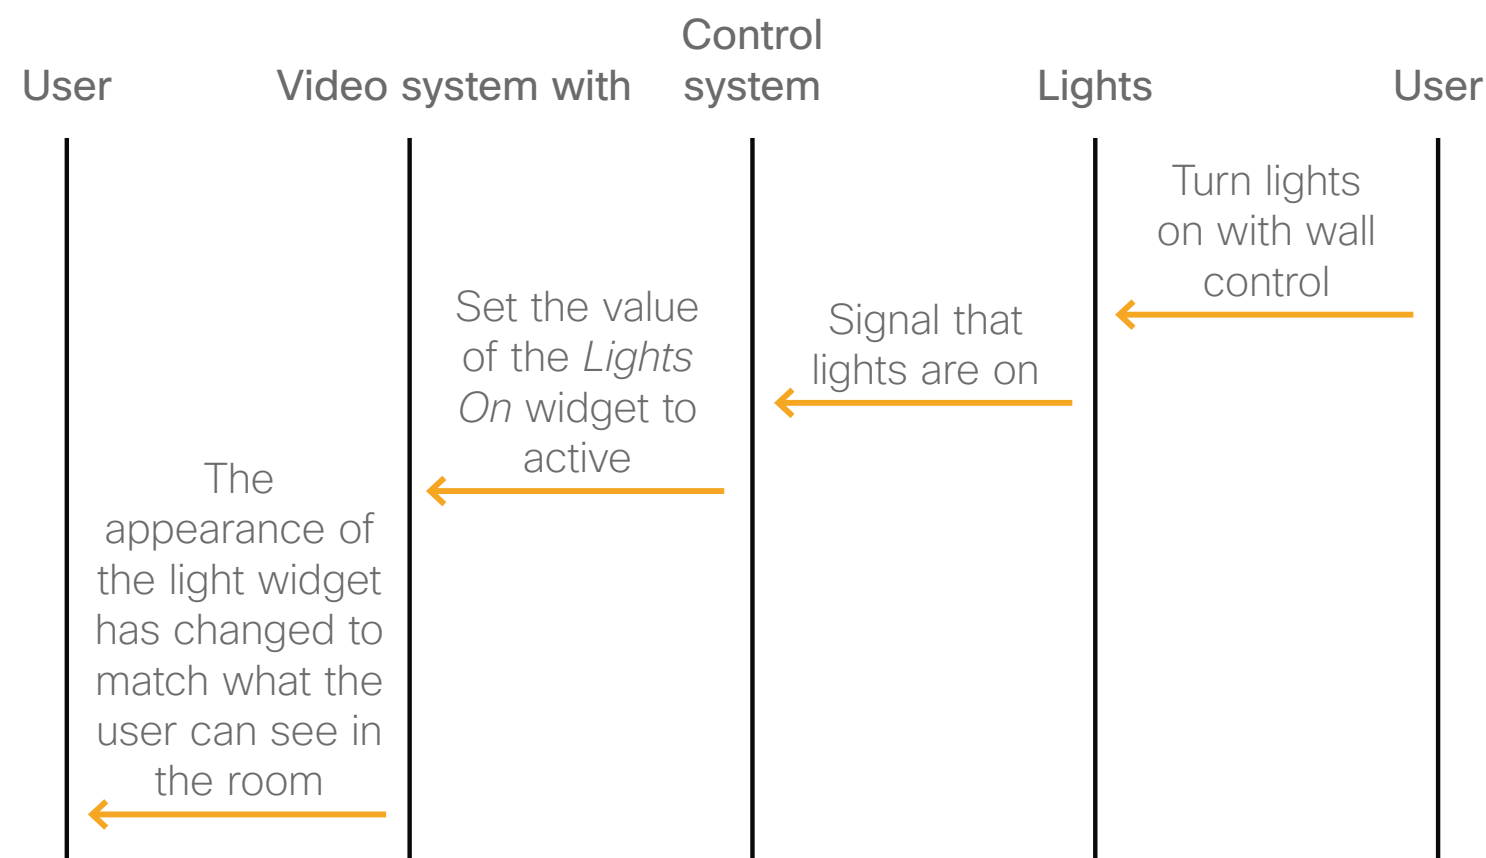 User
Video system with
Control
system
Lights
User
Turn lights
on with wall
control
Signal that
lights are on
Set the value
of the Lights
On widget to
active
The
appearance of
the light widget
has changed to
match what the
user can see in
the room